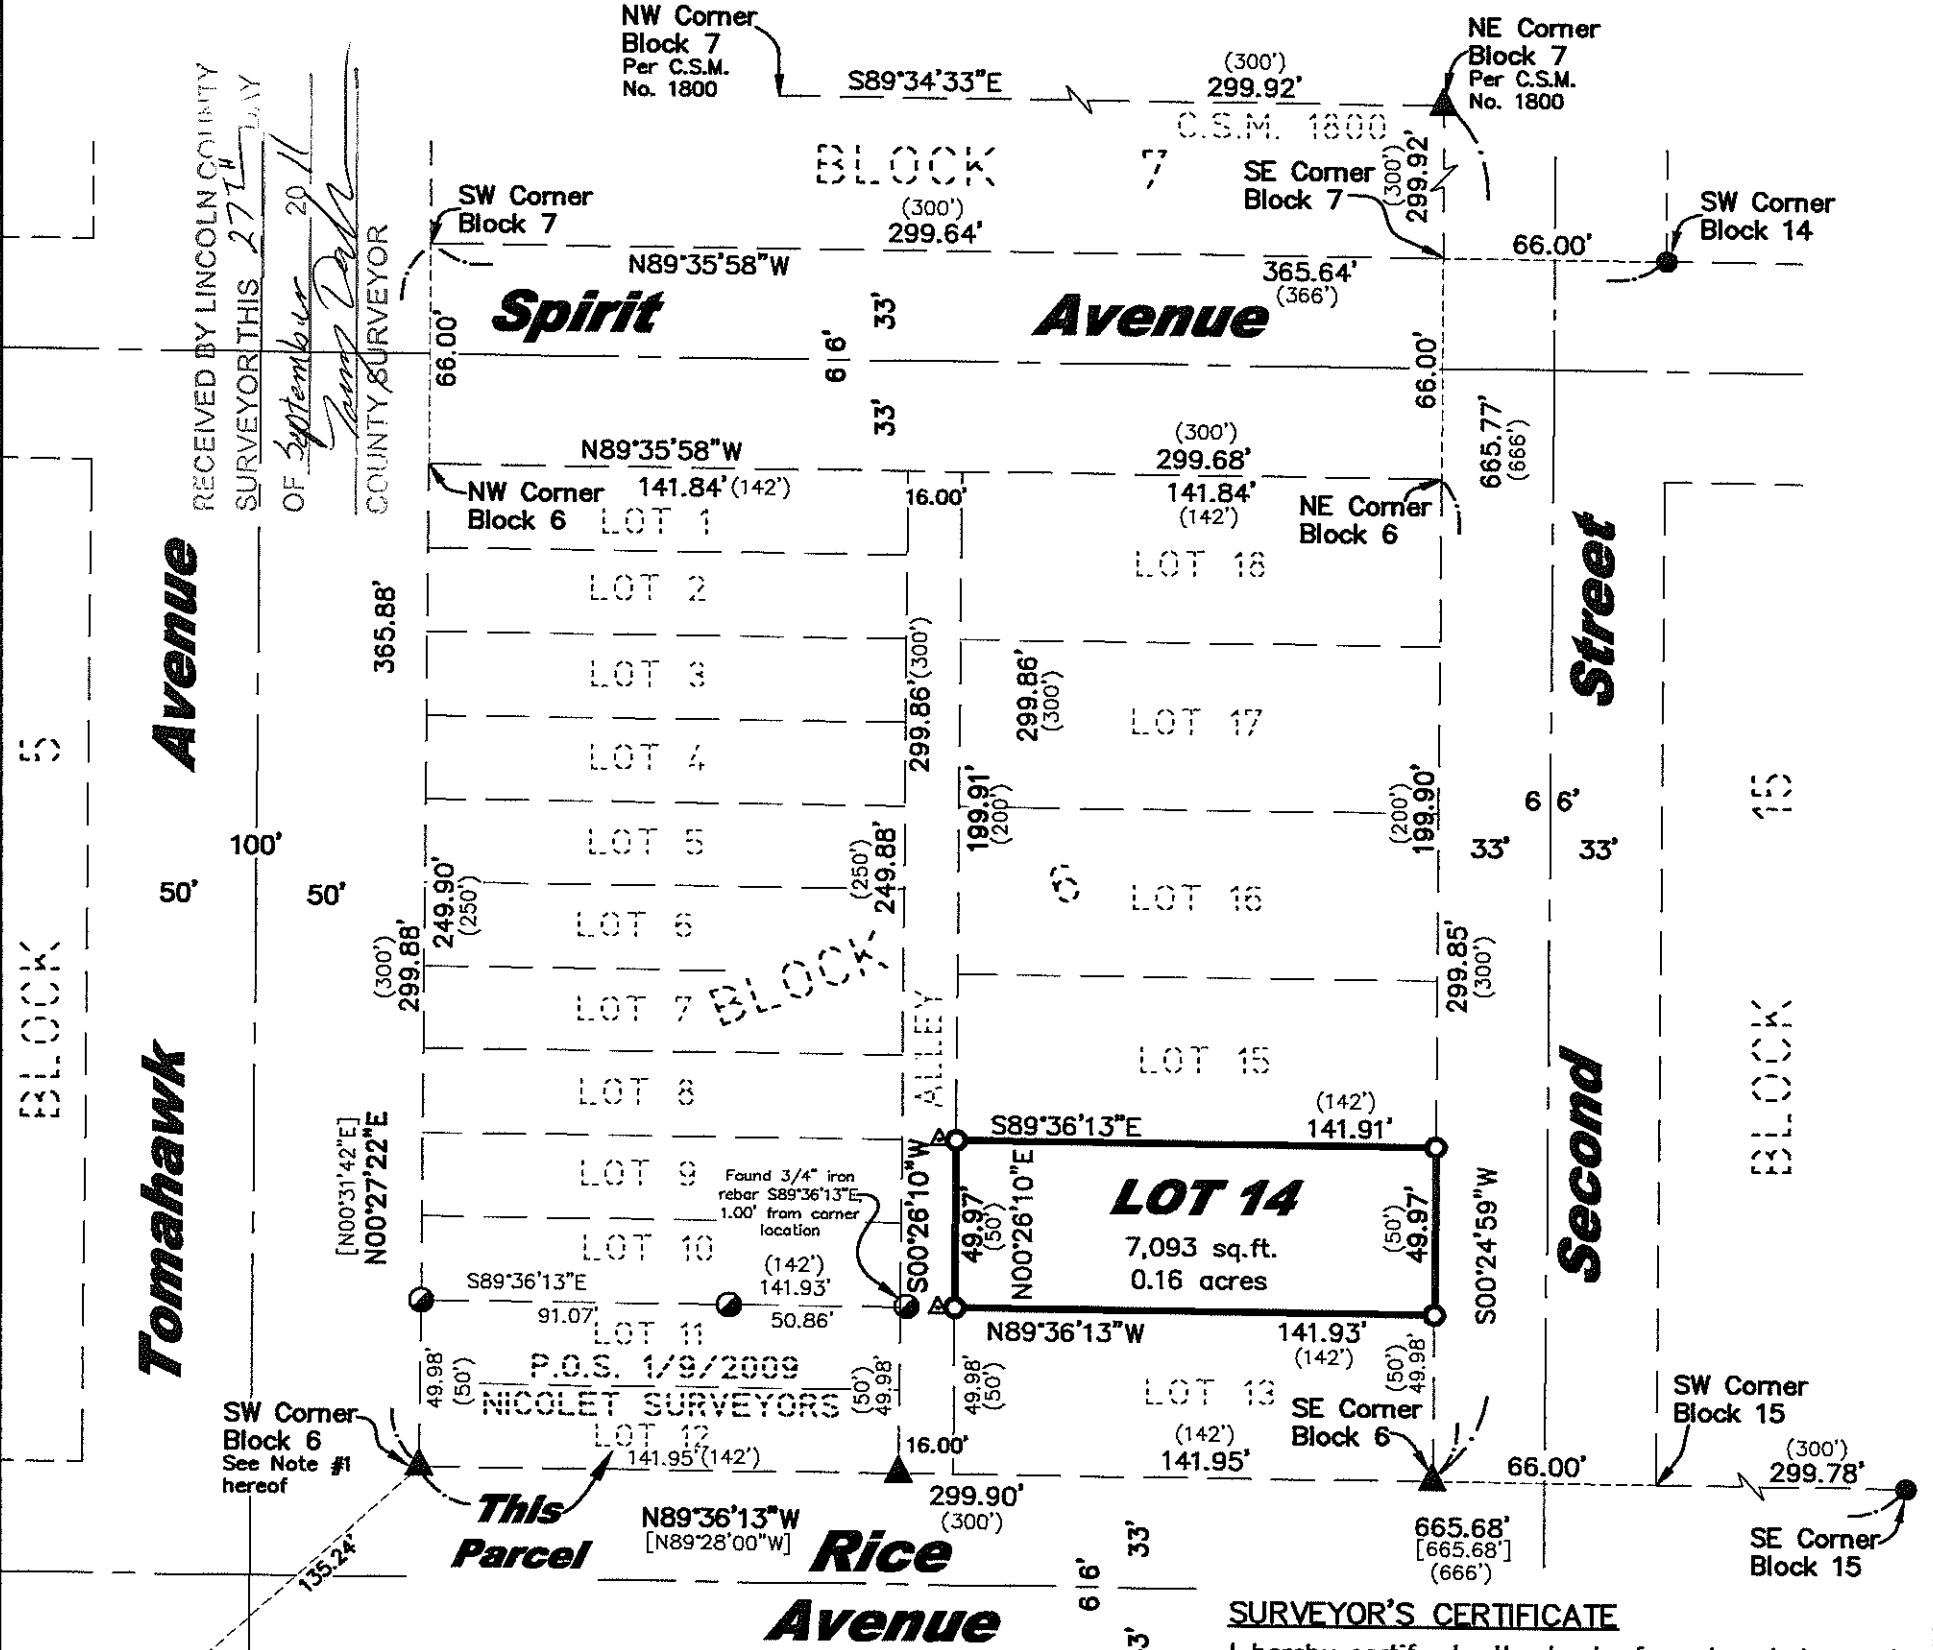 NW Corner
Block 7
Per C.S.M.
No. 1800
S89°34'33"E
(300')
299.92'
NE Corner
Block 7
Per C.S.M.
No. 1800
C.S.M. 1800
BLOCK 7
SE Corner
Block 7
(300')
299.92'
SW Corner
Block 7
(300')
299.64'
N89°35'58"W
66.00'
SW Corner
Block 14
365.64'
(366')
RECEIVED BY LINCOLN COUNTY
SURVEYOR THIS 27TH DAY
OF September 2011
COUNTY SURVEYOR
Spirit Avenue
66.00'
33'
66'
33'
66.00'
665.77'
(666')
N89°35'58"W
(300')
299.68'
NW Corner
Block 6
141.84' (142')
16.00'
141.84'
(142')
NE Corner
Block 6
LOT 1
LOT 2
LOT 3
LOT 4
LOT 5
LOT 6
LOT 7
LOT 8
LOT 9
LOT 10
LOT 11
LOT 12
LOT 18
LOT 17
LOT 16
LOT 15
365.88'
299.86' (300')
299.86'
(300')
199.91'
(200')
(200')
199.90'
249.90'
(250')
(250')
249.88'
(300')
299.88'
299.85'
(300')
BLOCK 6
ALLEY
BLOCK 5
BLOCK 15
Tomahawk Avenue
100'
50'
50'
Second Street
66'
33'
33'
[N00°31'42"E]
N00°27'22"E
Found 3/4" iron
rebar S89°36'13"E,
1.00' from corner
location
S00°26'10"W
S89°36'13"E
(142')
141.91'
49.97'
(50')
N00°26'10"E
LOT 14
7,093 sq.ft.
0.16 acres
(50')
49.97'
S00°24'59"W
N89°36'13"W
141.93'
(142')
S89°36'13"E
(142')
141.93'
91.07'
50.86'
P.O.S. 1/9/2009
NICOLET SURVEYORS
49.98'
(50')
(50')
49.98'
49.98'
(50')
(50')
49.98'
LOT 13
SW Corner
Block 6
See Note #1
hereof
141.95' (142')
16.00'
(142')
141.95'
SE Corner
Block 6
66.00'
SW Corner
Block 15
(300')
299.78'
SE Corner
Block 15
This
Parcel
N89°36'13"W
[N89°28'00"W]
299.90'
(300')
665.68'
[665.68']
(666')
135.24'
Rice
Avenue
33'
66'
33'
SURVEYOR'S CERTIFICATE